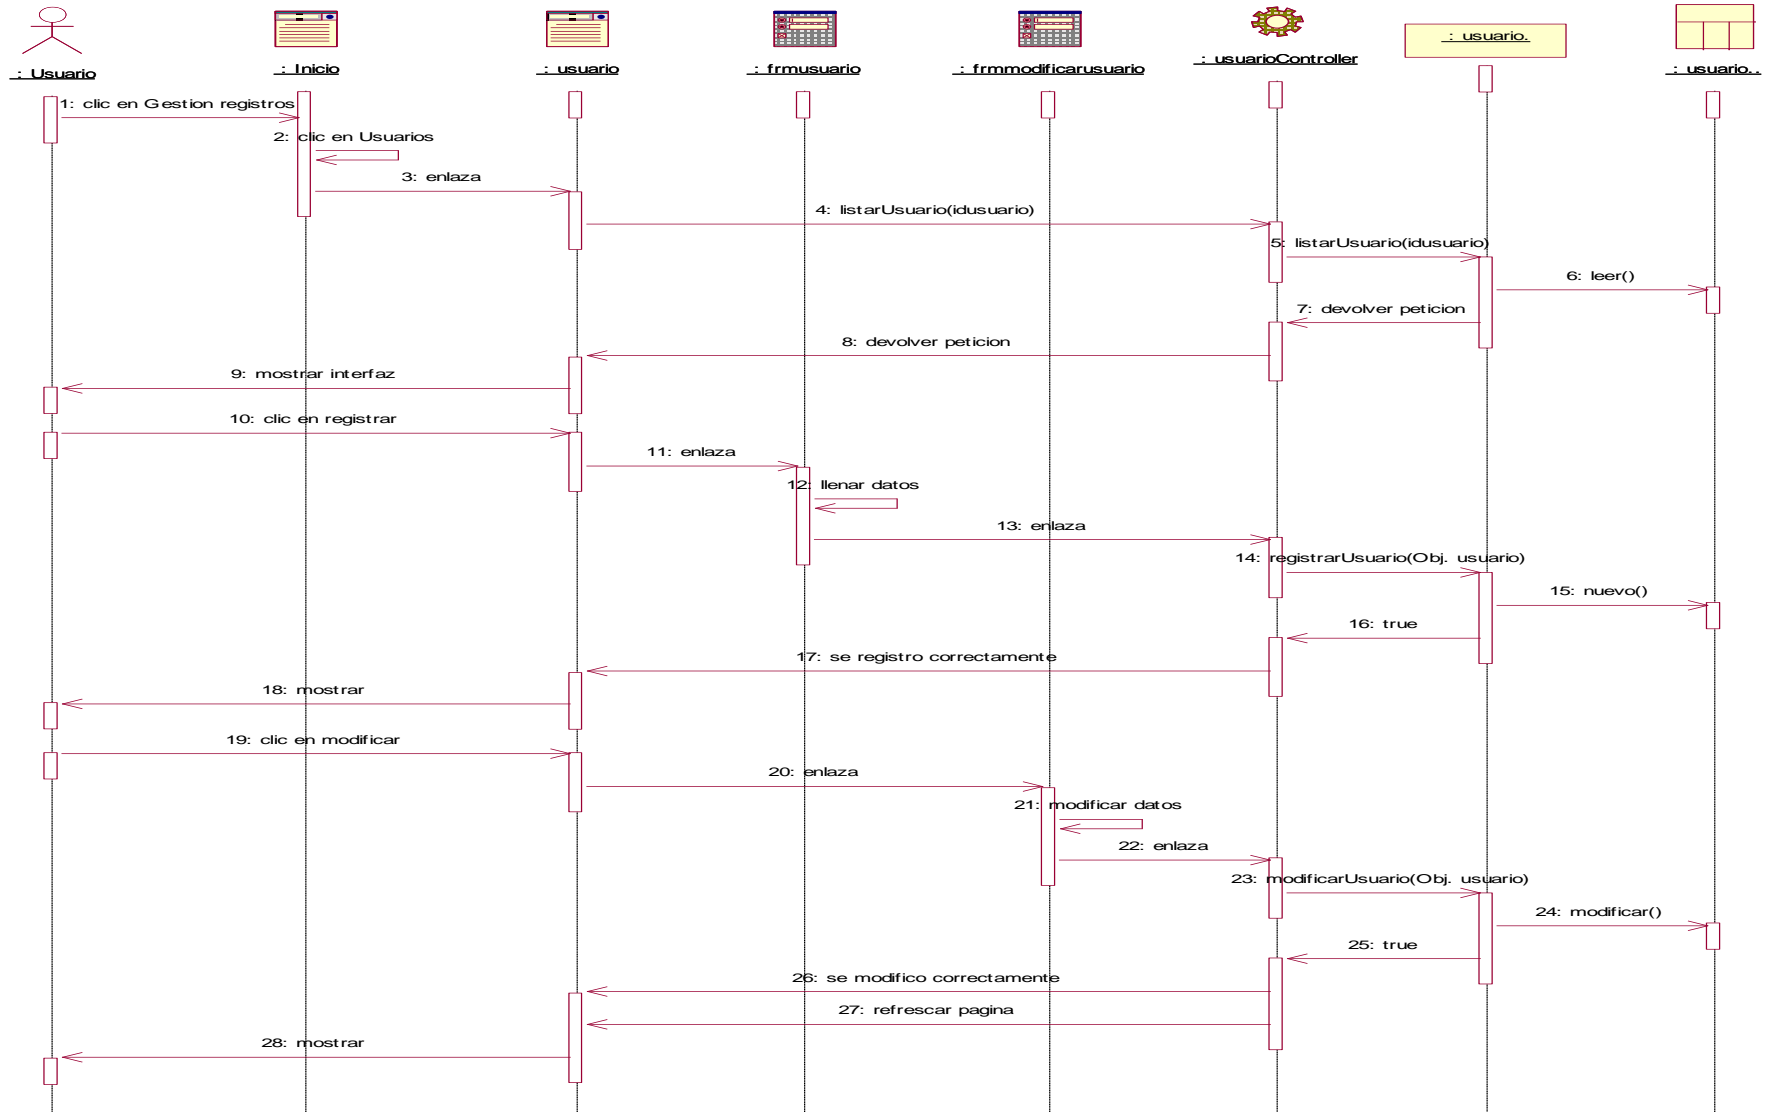 : Usuario
: Inicio
: usuario
: frmusuario
: frmmodificarusuario
: usuarioController
: usuario.
: usuario..
1: clic en Gestion registros
2: clic en Usuarios
3: enlaza
4: listarUsuario(idusuario)
5: listarUsuario(idusuario)
6: leer()
7: devolver peticion
8: devolver peticion
9: mostrar interfaz
10: clic en registrar
11: enlaza
12: llenar datos
13: enlaza
14: registrarUsuario(Obj. usuario)
15: nuevo()
16: true
17: se registro correctamente
18: mostrar
19: clic en modificar
20: enlaza
21: modificar datos
22: enlaza
23: modificarUsuario(Obj. usuario)
24: modificar()
25: true
26: se modifico correctamente
27: refrescar pagina
28: mostrar